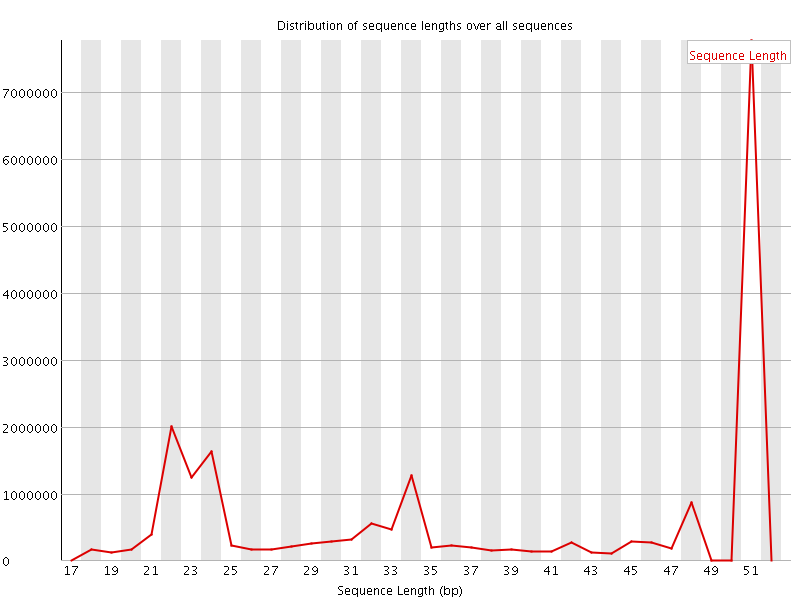 Distribution of sequence lengths over all sequences
Sequence Length
7000000
6000000
5000000
4000000
3000000
2000000
1000000
0
17 19 21 23 25 27 29 31 33 35 37 39 41 43 45 47 49 51
Sequence Length (bp)